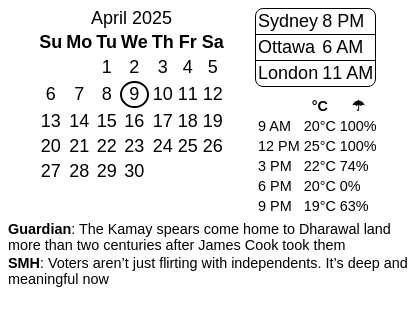 April 2025
Su Mo Tu We Th Fr Sa
1 2 3 4 5
6 7 8 9 10 11 12
13 14 15 16 17 18 19
20 21 22 23 24 25 26
27 28 29 30
Sydney 8 PM
Ottawa 6 AM
London 11 AM
°C ☂
9 AM 20°C 100%
12 PM 25°C 100%
3 PM 22°C 74%
6 PM 20°C 0%
9 PM 19°C 63%
Guardian: The Kamay spears come home to Dharawal land
more than two centuries after James Cook took them
SMH: Voters aren’t just flirting with independents. It’s deep and
meaningful now